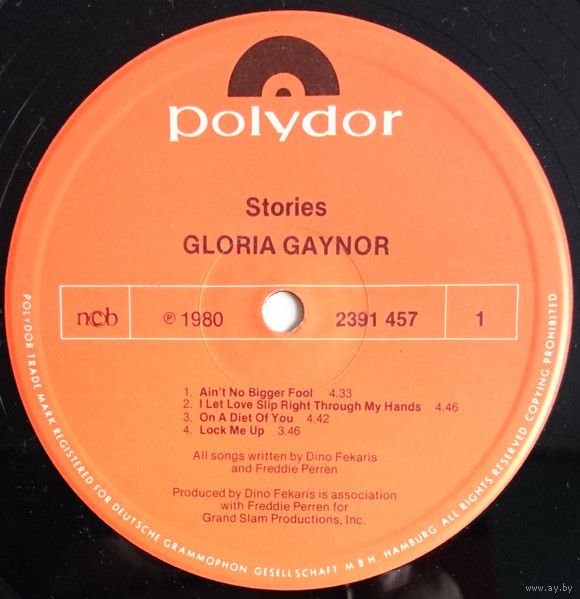 polydor
Stories
GLORIA GAYNOR
ncb ℗ 1980 2391 457 1
1. Ain't No Bigger Fool 4.33
2. I Let Love Slip Right Through My Hands 4.46
3. On A Diet Of You 4.42
4. Lock Me Up 3.46
All songs written by Dino Fekaris
and Freddie Perren
Produced by Dino Fekaris is association
with Freddie Perren for
Grand Slam Productions, Inc.
POLYDOR TRADE MARK REGISTERED FOR DEUTSCHE GRAMMOPHON GESELLSCHAFT M B H. HAMBURG ALL RIGHTS RESERVED COPYING PROHIBITED
www.ay.by